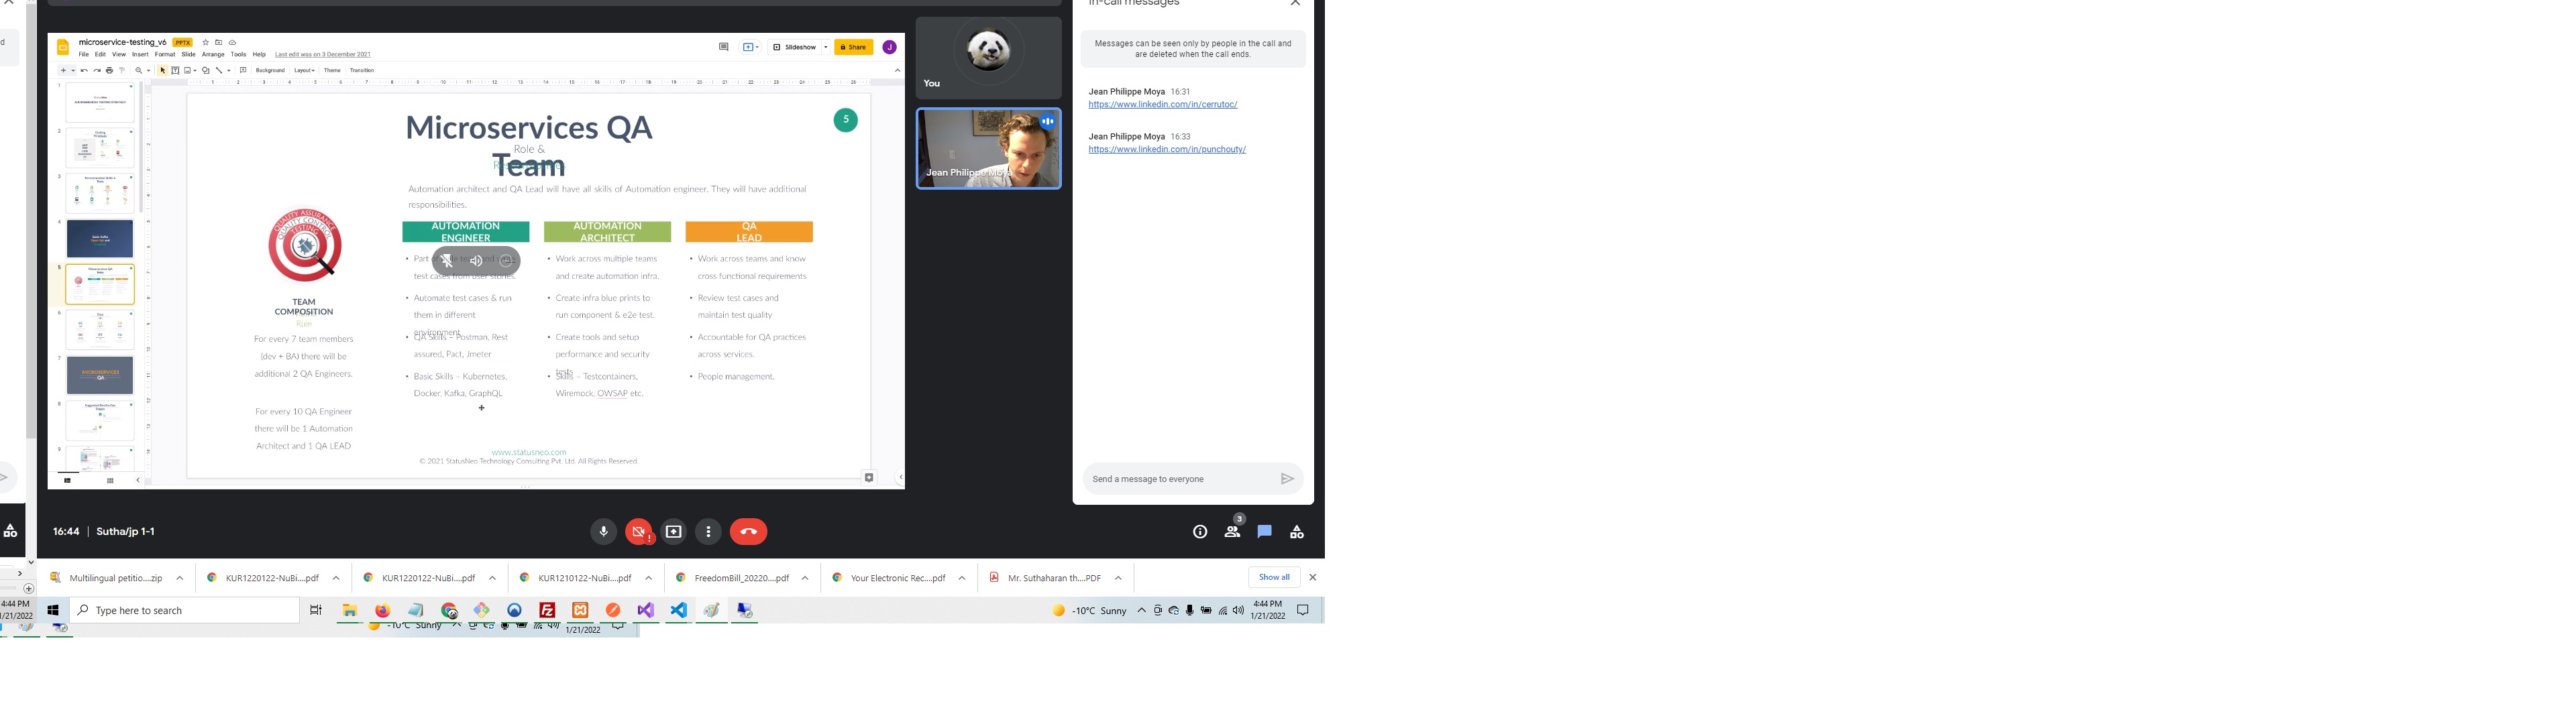 In-call messages
Messages can be seen only by people in the call and
are deleted when the call ends.
Jean Philippe Moya 16:31
https://www.linkedin.com/in/cerrutoc/
Jean Philippe Moya 16:33
https://www.linkedin.com/in/punchouty/
Send a message to everyone
You
Jean Philippe Moya
microservice-testing_v6 .PPTX
File Edit View Insert Format Slide Arrange Tools Help Last edit was on 3 December 2021
Slideshow
Share
J
Background Layout Theme Transition
5
Microservices QA
Team
Role &
Automation architect and QA Lead will have all skills of Automation engineer. They will have additional
responsibilities.
QUALITY ASSURANCE
QUALITY CONTROL
TESTING
TEAM
COMPOSITION
Rule
For every 7 team members
(dev + BA) there will be
additional 2 QA Engineers.
For every 10 QA Engineer
there will be 1 Automation
Architect and 1 QA LEAD
AUTOMATION
ENGINEER
• Part of
test cases from user stories.
• Automate test cases & run
them in different
environment
• QA Skills – Postman, Rest
assured, Pact, Jmeter
• Basic Skills – Kubernetes,
Docker, Kafka, GraphQL
AUTOMATION
ARCHITECT
• Work across multiple teams
and create automation infra.
• Create infra blue prints to
run component & e2e test.
• Create tools and setup
performance and security
tests
• Skills – Testcontainers,
Wiremock, OWSAP etc.
QA
LEAD
• Work across teams and know
cross functional requirements
• Review test cases and
maintain test quality
• Accountable for QA practices
across services.
• People management.
www.statusneo.com
© 2021 StatusNeo Technology Consulting Pvt. Ltd. All Rights Reserved
16:44 | Sutha/jp 1-1
3
Multilingual petitio....zip
KUR1220122-NuBi....pdf
KUR1220122-NuBi....pdf
KUR1210122-NuBi....pdf
FreedomBill_20220....pdf
Your Electronic Rec....pdf
Mr. Suthaharan th....PDF
Show all
4:44 PM
1/21/2022
Type here to search
-10°C Sunny
4:44 PM
1/21/2022
-10°C Sunny
1/21/2022